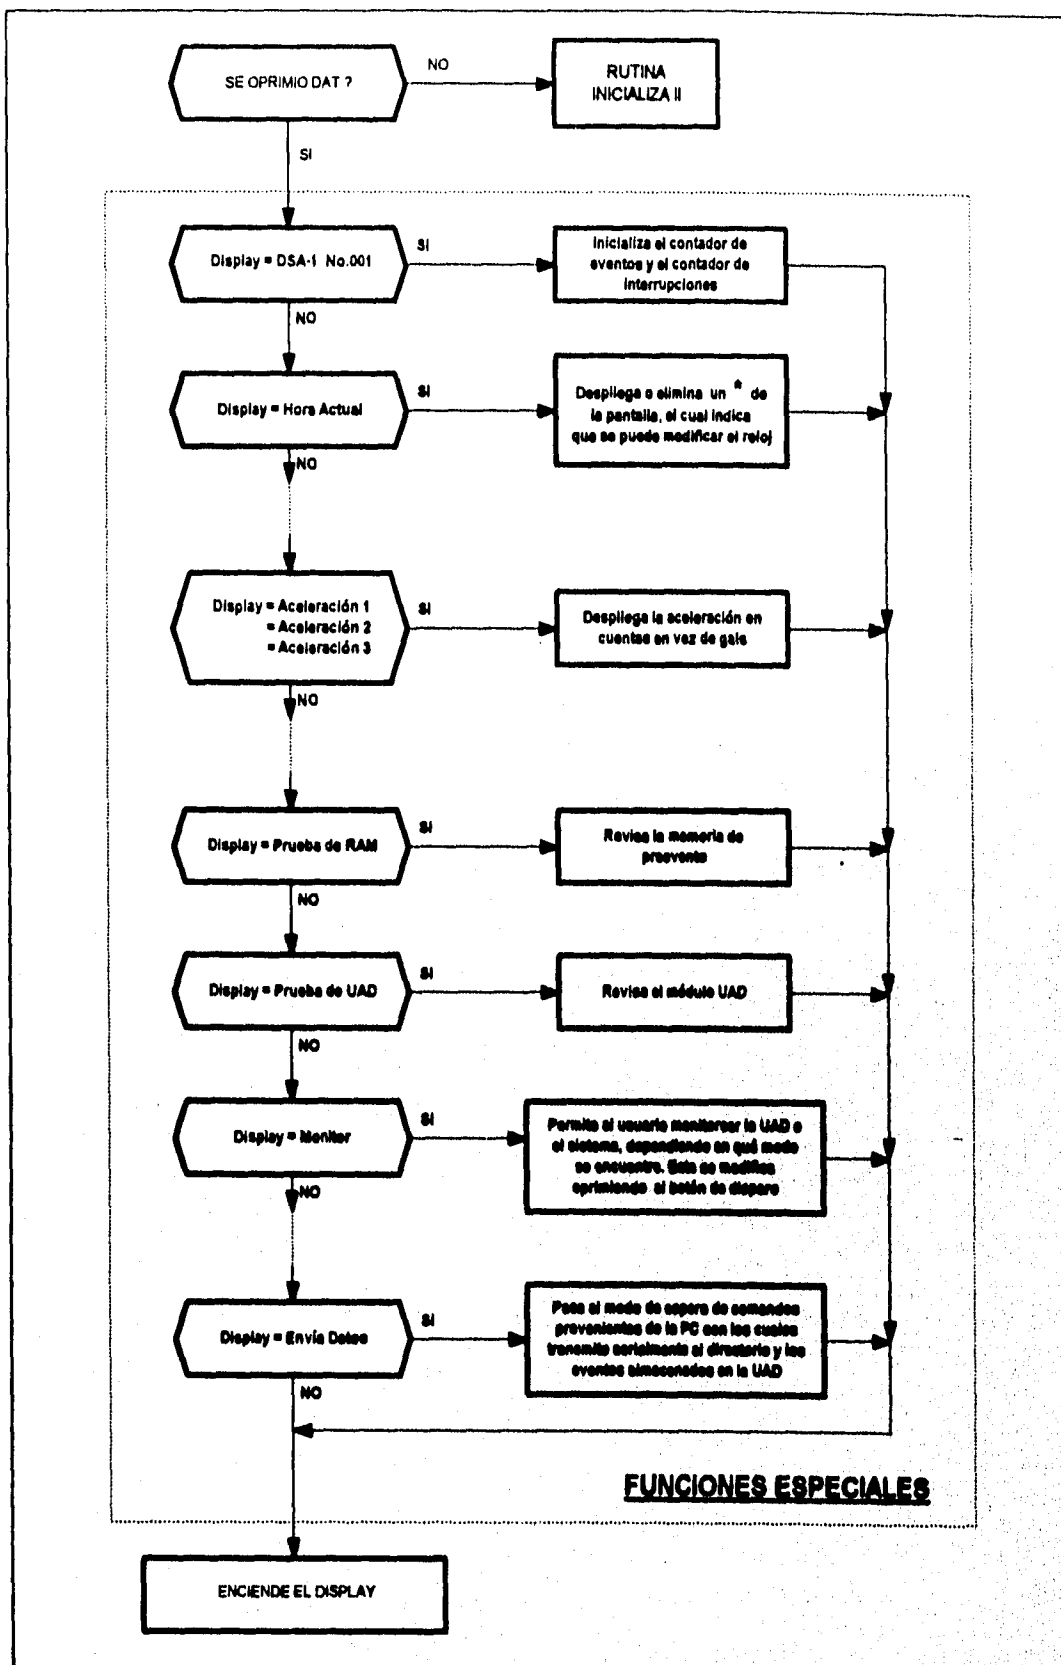 SE OPRIMIO DAT ?
NO
RUTINA
INICIALIZA II
SI
Display = DSA-1 No.001
SI
Inicializa el contador de
eventos y el contador de
interrupciones
NO
Display = Hora Actual
SI
Despliega o elimina un * de
la pantalla, el cual indica
que se puede modificar el reloj
NO
Display = Aceleración 1
= Aceleración 2
= Aceleración 3
SI
Despliega la aceleración en
cuentas en vez de gals
NO
Display = Prueba de RAM
SI
Revisa la memoria de
preevento
NO
Display = Prueba de UAD
SI
Revisa el módulo UAD
NO
Display = Monitor
SI
Permite al usuario monitorear la UAD o
el sistema, dependiendo en qué modo
se encuentre. Este se modifica
oprimiendo el botón de disparo
NO
Display = Envía Datos
SI
Pasa al modo de espera de comandos
provenientes de la PC con los cuales
transmite serialmente el directorio y los
eventos almacenados en la UAD
NO
FUNCIONES ESPECIALES
ENCIENDE EL DISPLAY